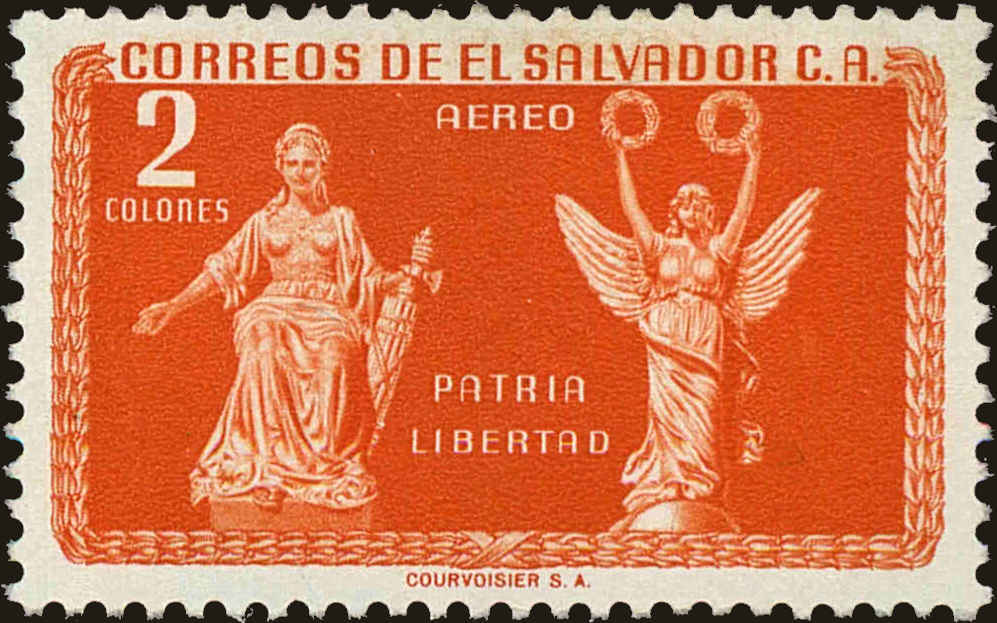 CORREOS DE EL SALVADOR C. A.
2
COLONES
AEREO
PATRIA
LIBERTAD
COURVOISIER S. A.